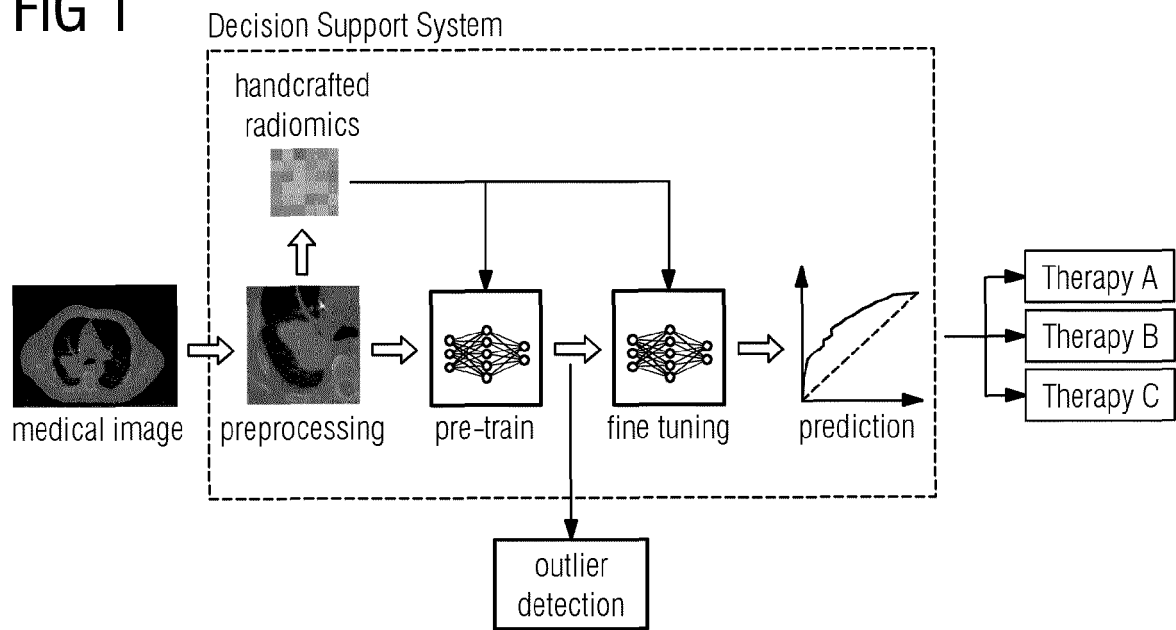 FIG 1
Decision Support System
handcrafted
radiomics
medical image
preprocessing
pre-train
fine tuning
prediction
Therapy A
Therapy B
Therapy C
outlier
detection